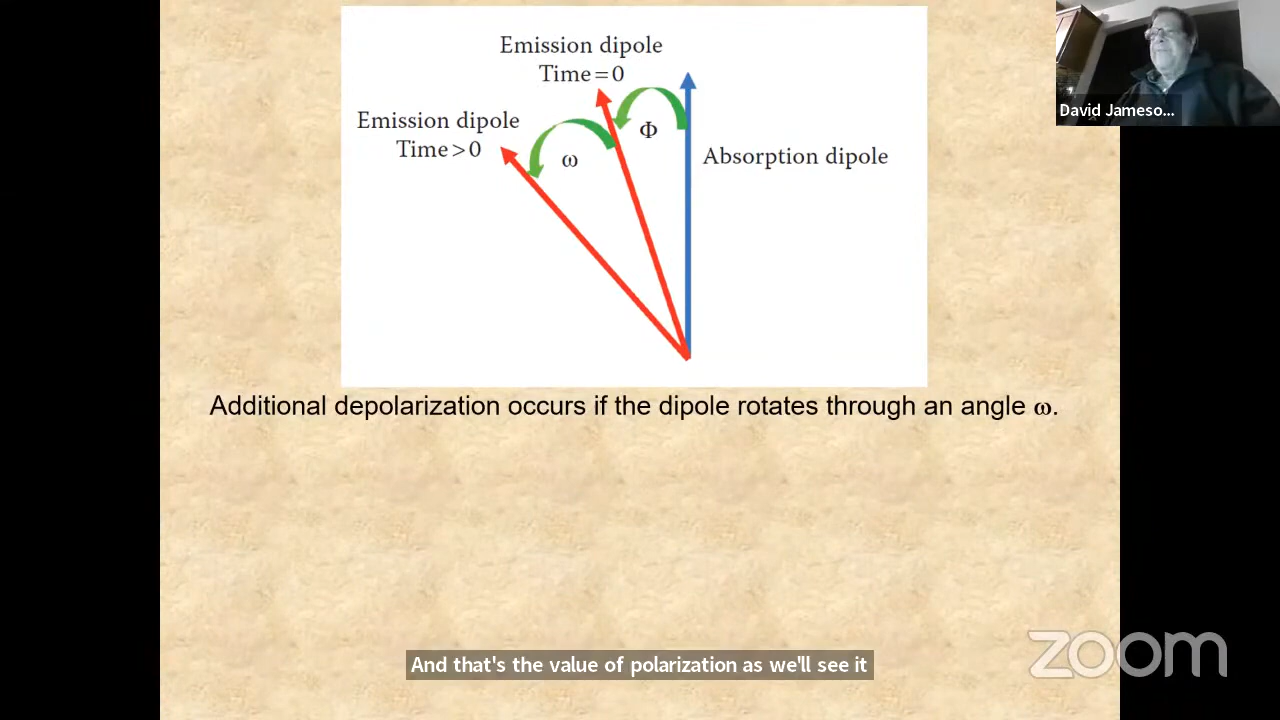 Emission dipole
Time=0
Emission dipole
Time>0
Φ
ω
Absorption dipole
David Jameso...
Additional depolarization occurs if the dipole rotates through an angle ω.
And that's the value of polarization as we'll see it
zoom